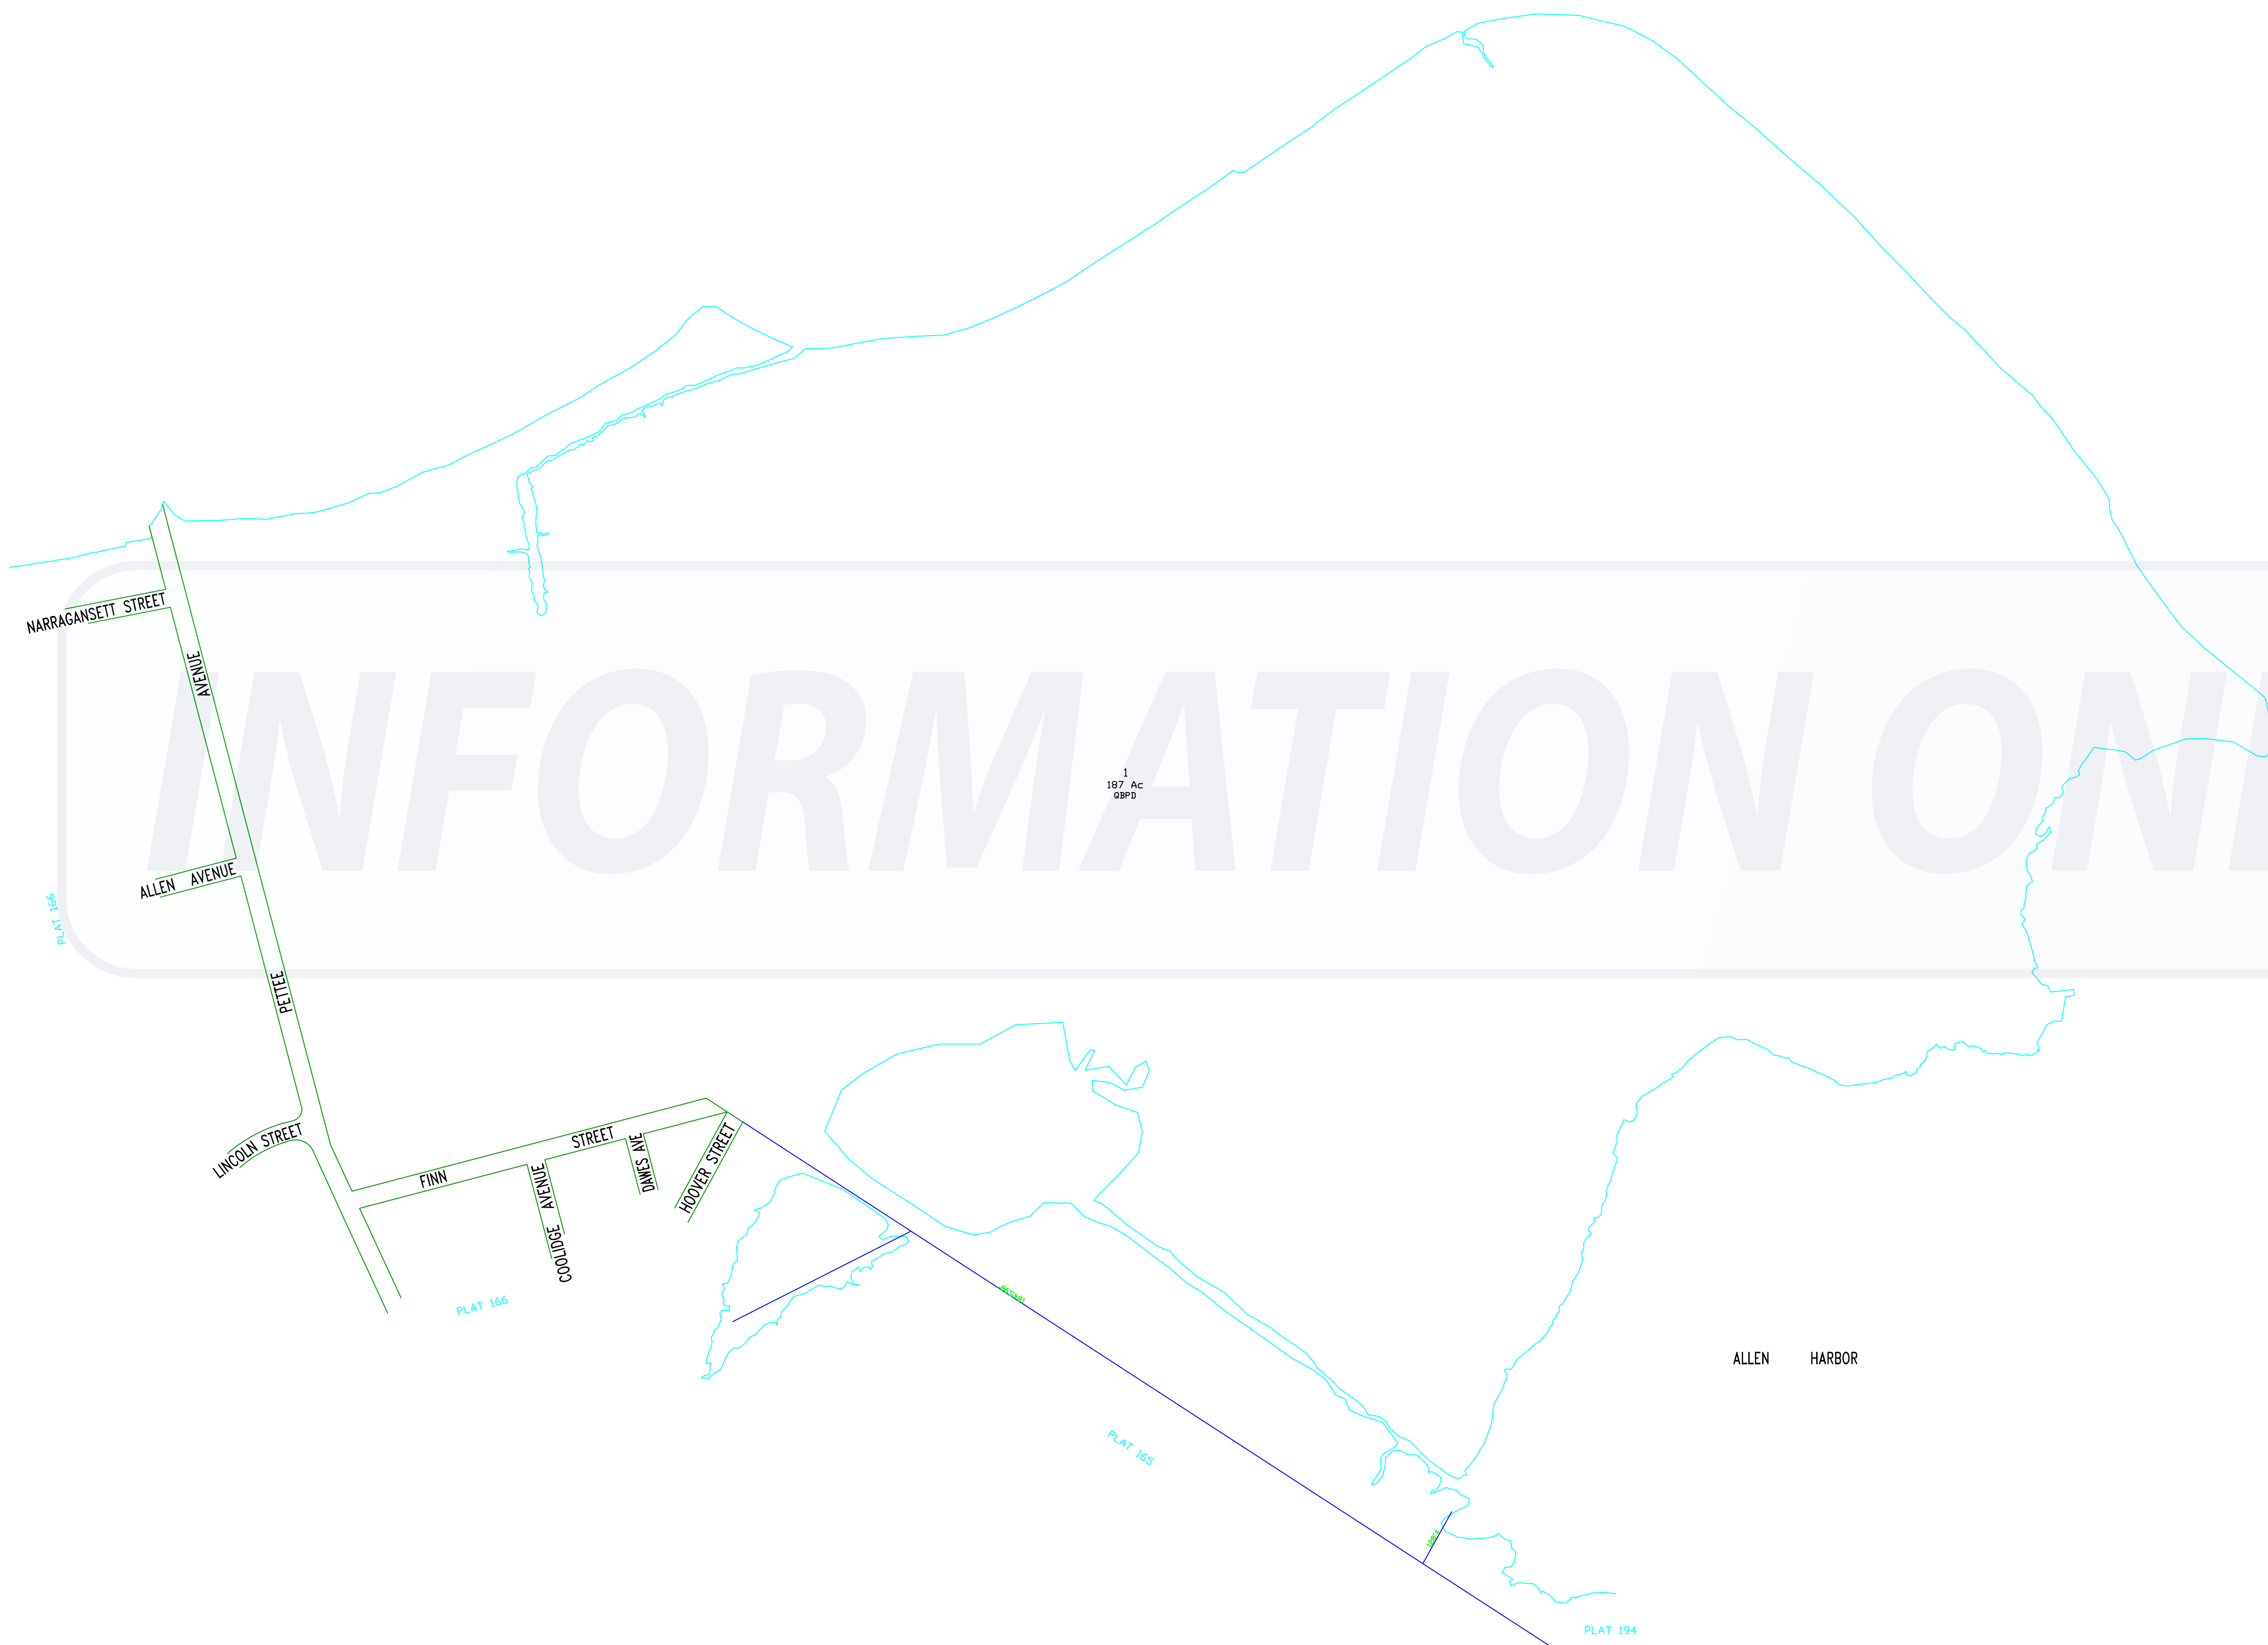 NARRAGANSETT STREET
AVENUE
INFORMATION ON
1
187 Ac
QBPD
ALLEN AVENUE
PLAT 166
PETTEE
LINCOLN STREET
FINN
STREET
COOLIDGE AVENUE
DAWES AVE
HOOVER STREET
PLAT 166
ALLEN HARBOR
PLAT 165
PLAT 194